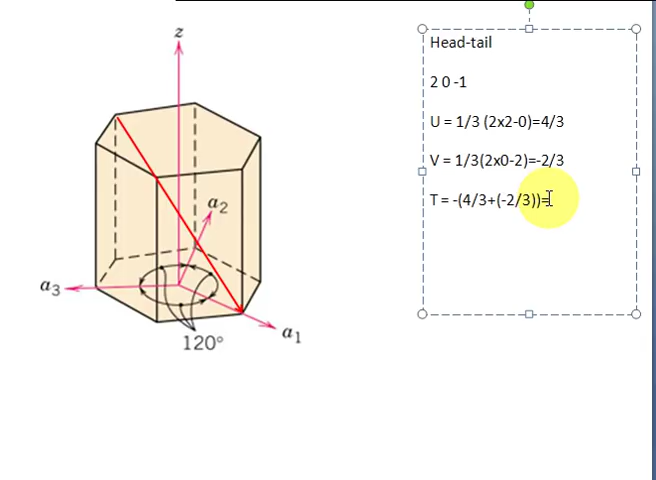 z
a2
a3
a1
120°
Head-tail
2 0 -1
U = 1/3 (2x2-0)=4/3
V = 1/3(2x0-2)=-2/3
T = -(4/3+(-2/3))=